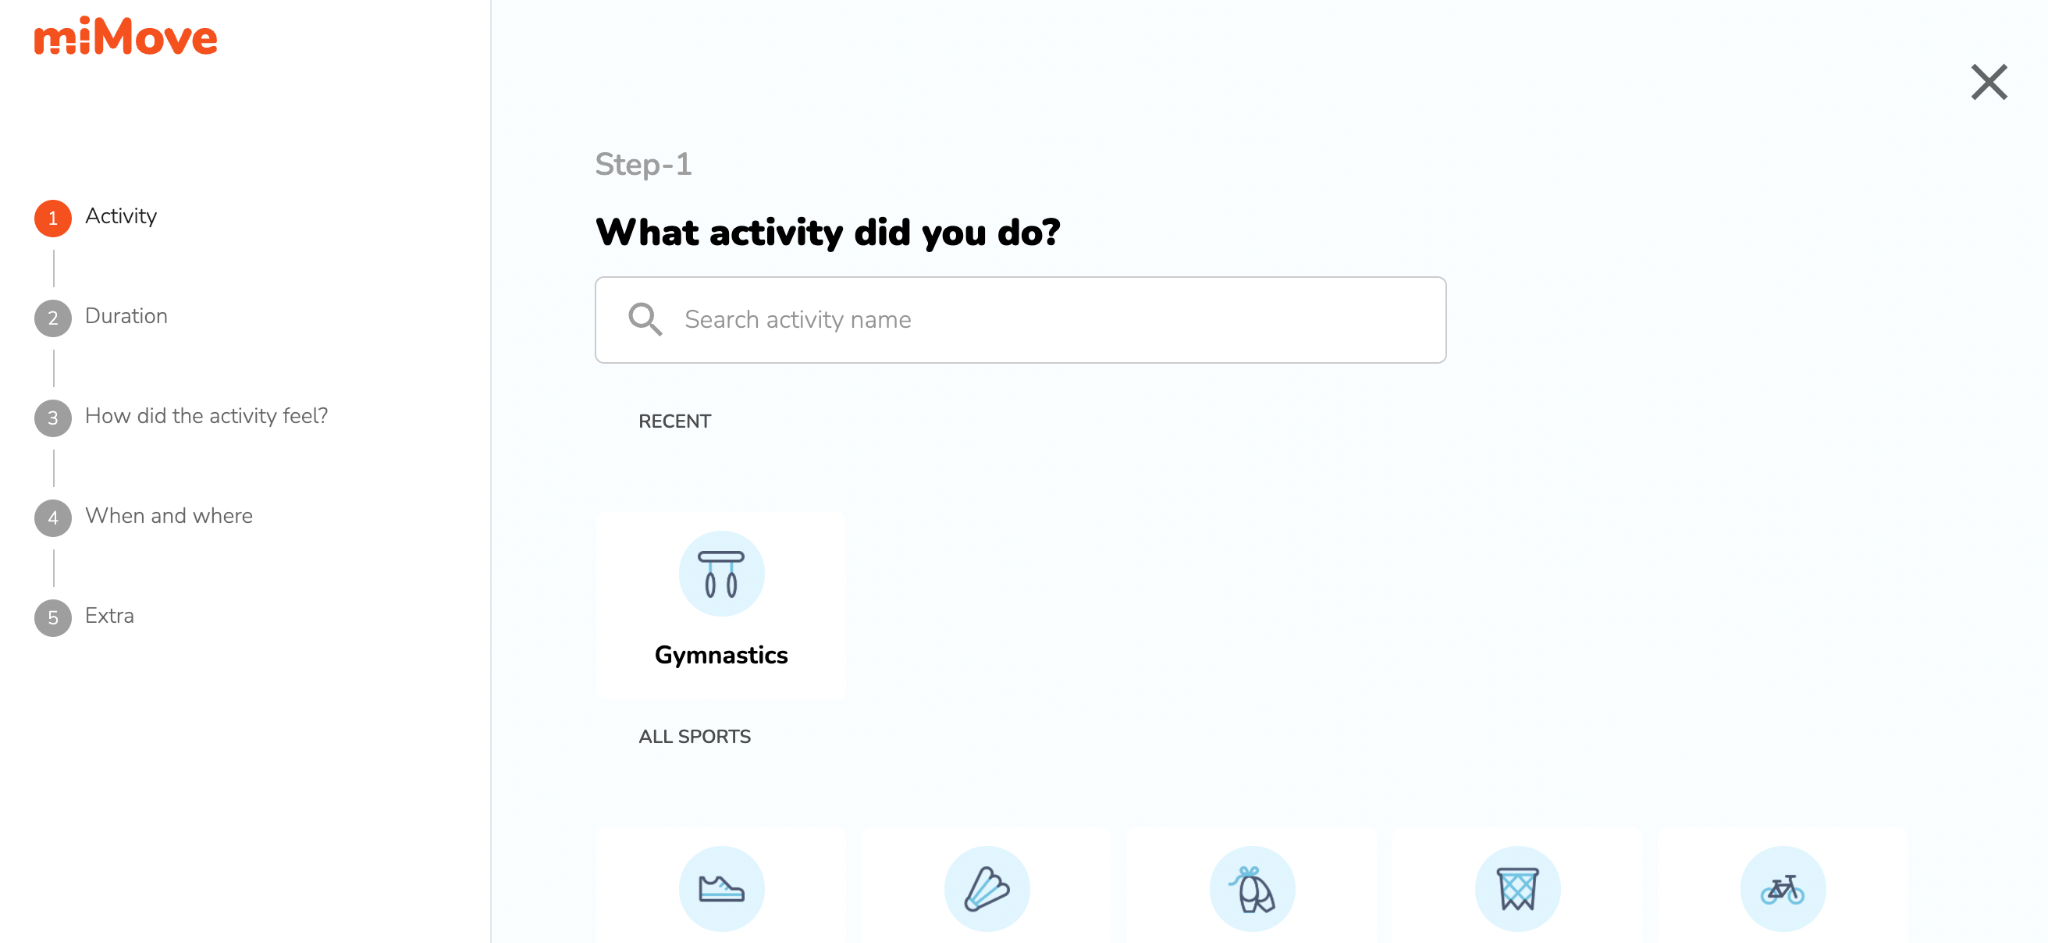 miMove
1 Activity
2 Duration
3 How did the activity feel?
4 When and where
5 Extra
Step-1
What activity did you do?
Search activity name
RECENT
Gymnastics
ALL SPORTS